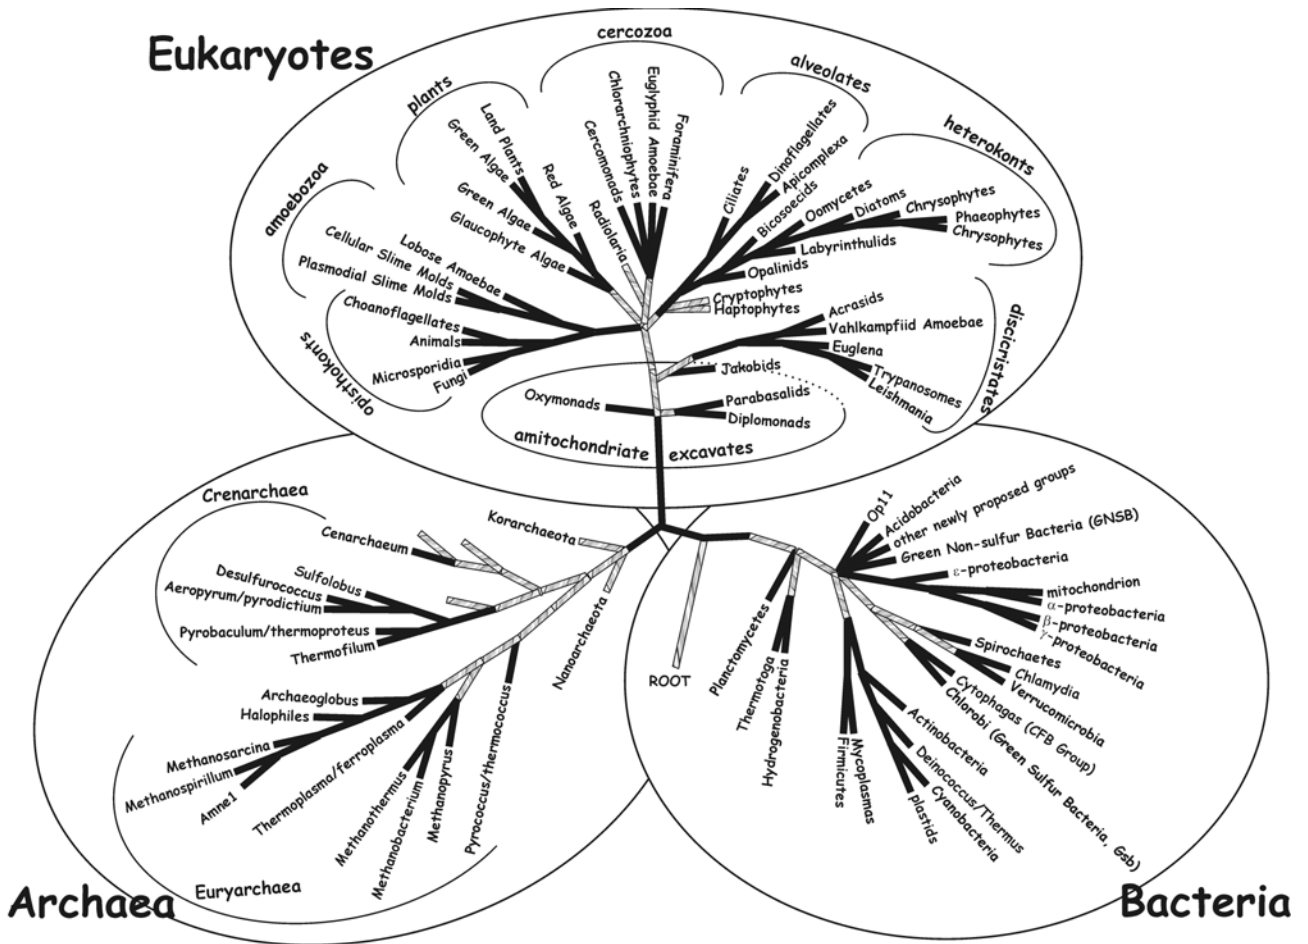 Eukaryotes
cercozoa
alveolates
plants
heterokonts
amoebozoa
opisthokonts
discicristates
Land Plants
Green Algae
Red Algae
Green Algae
Glaucophyte Algae
Radiolaria
Cercomonads
Chlorarchniophytes
Euglyphid Amoebae
Foraminifera
Ciliates
Dinoflagellates
Apicomplexa
Bicosoecids
Oomycetes
Diatoms
Chrysophytes
Phaeophytes
Chrysophytes
Labyrinthulids
Opalinids
Cryptophytes
Haptophytes
Lobose Amoebae
Cellular Slime Molds
Plasmodial Slime Molds
Choanoflagellates
Animals
Microsporidia
Fungi
Acrasids
Vahlkampfiid Amoebae
Euglena
Trypanosomes
Leishmania
Jakobids
Oxymonads
Parabasalids
Diplomonads
amitochondriate excavates
Crenarchaea
Korarchaeota
Cenarchaeum
Sulfolobus
Desulfurococcus
Aeropyrum/pyrodictium
Pyrobaculum/thermoproteus
Thermofilum
Nanoarchaeota
Archaeoglobus
Halophiles
Methanosarcina
Methanospirillum
Amne1
Thermoplasma/ferroplasma
Methanothermus
Methanobacterium
Methanopyrus
Pyrococcus/thermococcus
Euryarchaea
Archaea
ROOT
Op11
Acidobacteria
other newly proposed groups
Green Non-sulfur Bacteria (GNSB)
ε-proteobacteria
mitochondrion
α-proteobacteria
β-proteobacteria
γ-proteobacteria
Spirochaetes
Chlamydia
Verrucomicrobia
Cytophagas (CFB Group)
Chlorobi (Green Sulfur Bacteria, Gsb)
Planctomycetes
Thermotoga
Hydrogenobacteria
Actinobacteria
Deinococcus/Thermus
Cyanobacteria
plastids
Mycoplasmas
Firmicutes
Bacteria